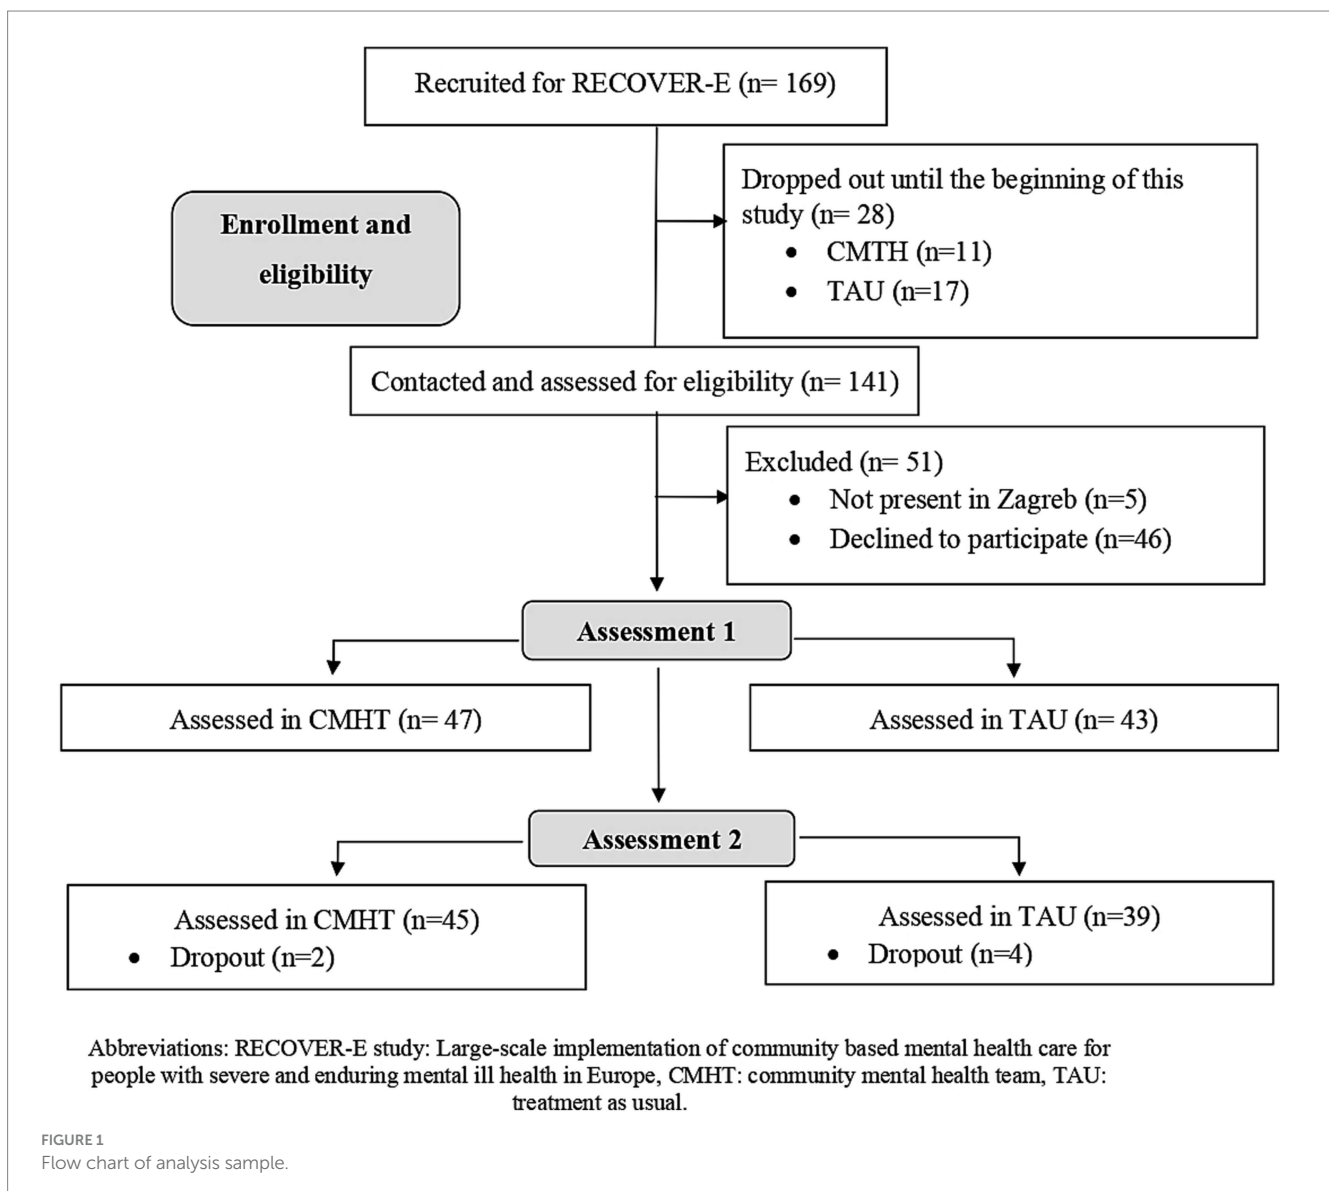 Recruited for RECOVER-E (n= 169)
Dropped out until the beginning of this
study (n= 28)
• CMTH (n=11)
• TAU (n=17)
Enrollment and
eligibility
Contacted and assessed for eligibility (n= 141)
Excluded (n= 51)
• Not present in Zagreb (n=5)
• Declined to participate (n=46)
Assessment 1
Assessed in CMHT (n= 47)
Assessed in TAU (n= 43)
Assessment 2
Assessed in CMHT (n=45)
• Dropout (n=2)
Assessed in TAU (n=39)
• Dropout (n=4)
Abbreviations: RECOVER-E study: Large-scale implementation of community based mental health care for
people with severe and enduring mental ill health in Europe, CMHT: community mental health team, TAU:
treatment as usual.
FIGURE 1
Flow chart of analysis sample.